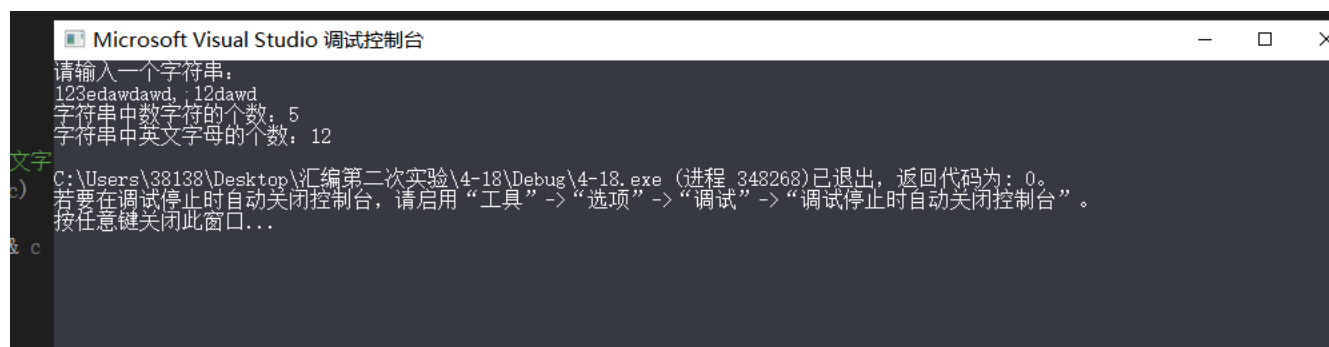 Microsoft Visual Studio 调试控制台
请输入一个字符串:
123edawdawd,;12dawd
字符串中数字符的个数: 5
字符串中英文字母的个数: 12
文字
C:\Users\38138\Desktop\汇编第二次实验\4-18\Debug\4-18.exe (进程 348268)已退出，返回代码为: 0。
c)
若要在调试停止时自动关闭控制台，请启用“工具”->“选项”->“调试”->“调试停止时自动关闭控制台”。
按任意键关闭此窗口...
& c